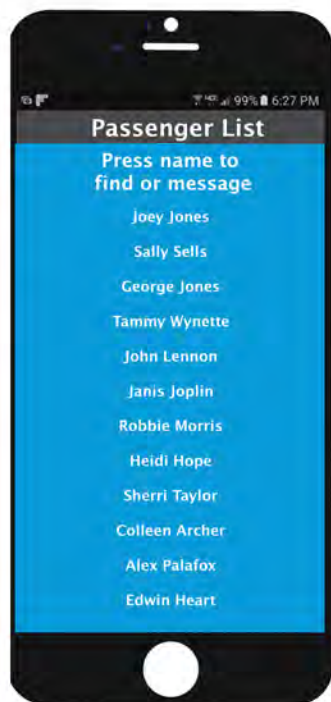 99% 6:27 PM
Passenger List
Press name to
find or message
Joey Jones
Sally Sells
George Jones
Tammy Wynette
John Lennon
Janis Joplin
Robbie Morris
Heidi Hope
Sherri Taylor
Colleen Archer
Alex Palafox
Edwin Heart